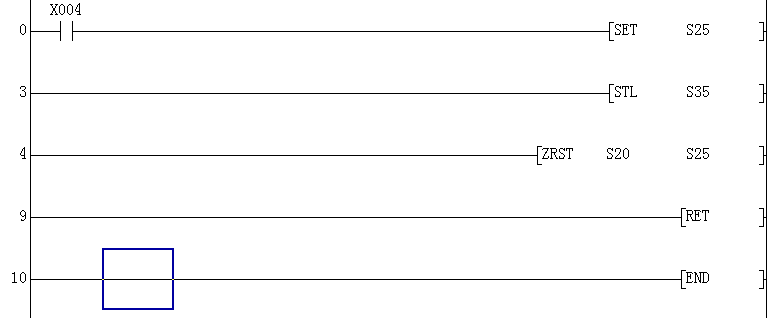 X004
0 [SET S25 ]
3 [STL S35 ]
4 [ZRST S20 S25 ]
9 [RET ]
10 [END ]